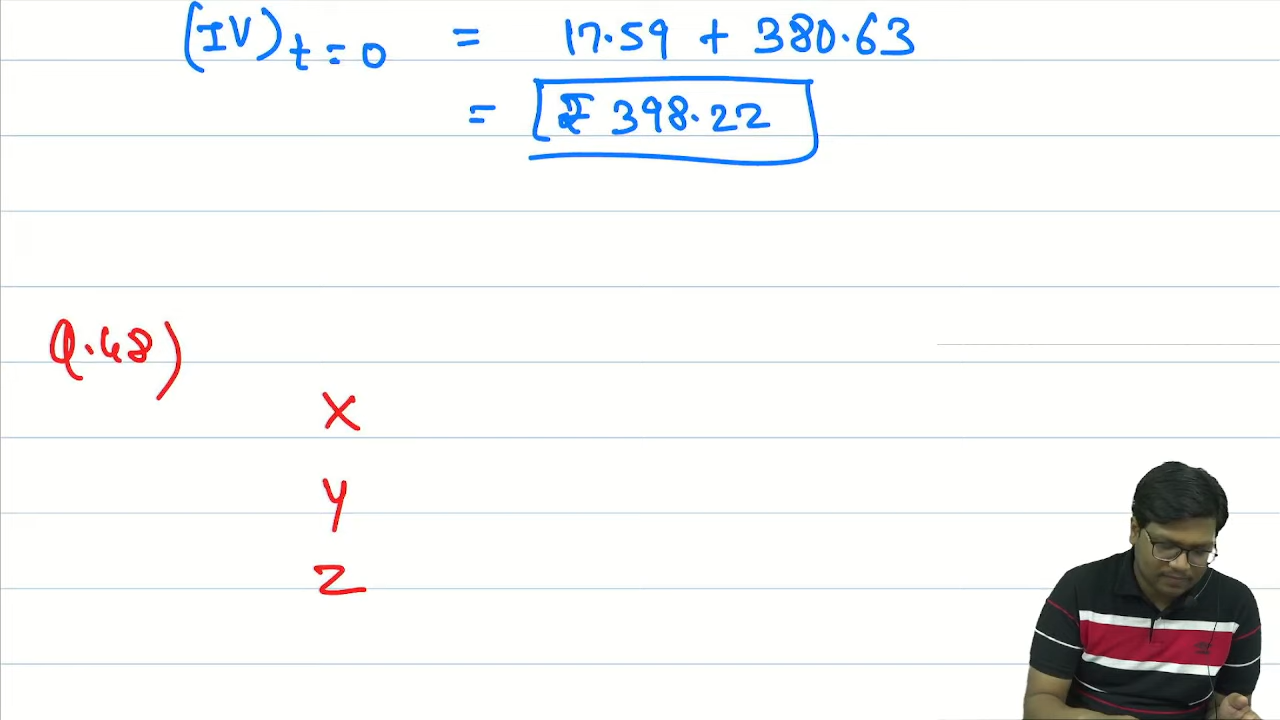 (IV)t=0 = 17.59 + 380.63
= ₹ 398.22
Q.48)
X
Y
Z